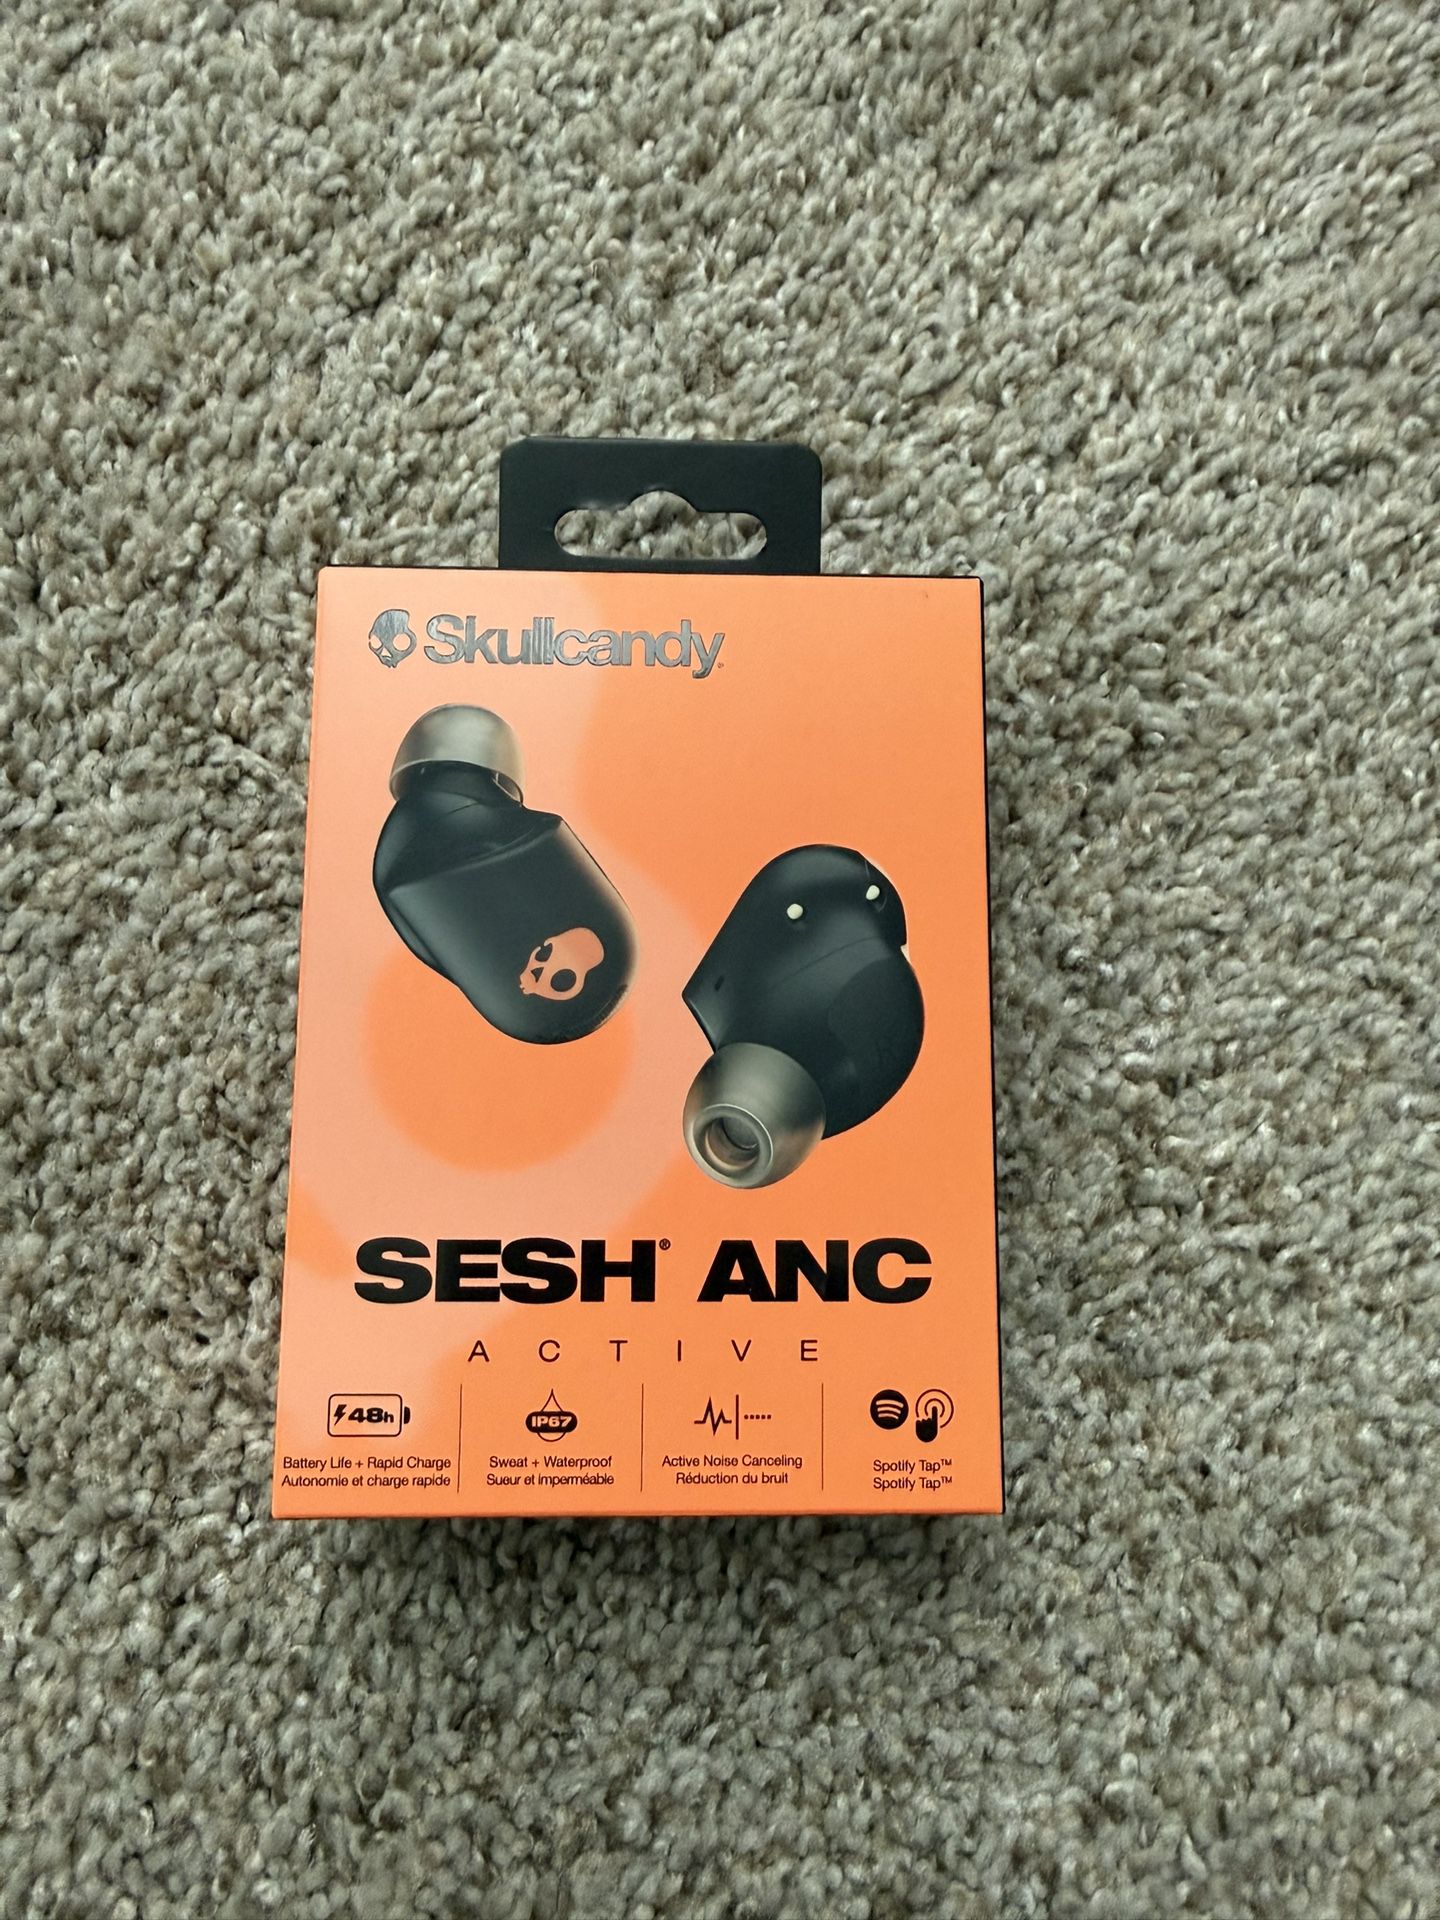 Skullcandy
SESH® ANC
ACTIVE
48h
Battery Life + Rapid Charge
Autonomie et charge rapide
IP67
Sweat + Waterproof
Sueur et imperméable
Active Noise Canceling
Réduction du bruit
Spotify Tap™
Spotify Tap™